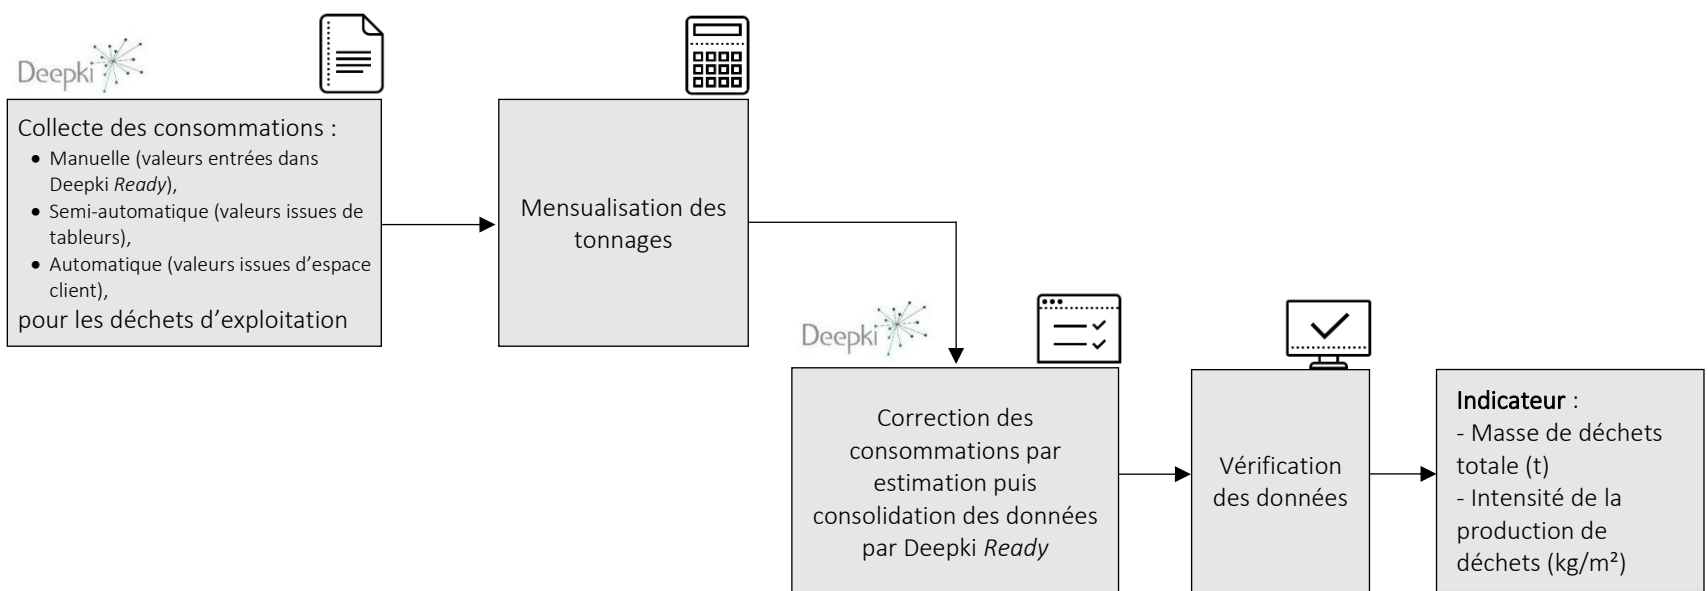 Deepki
Collecte des consommations :
• Manuelle (valeurs entrées dans
Deepki Ready),
• Semi-automatique (valeurs issues de
tableurs),
• Automatique (valeurs issues d’espace
client),
pour les déchets d’exploitation
Mensualisation des
tonnages
Deepki
Correction des
consommations par
estimation puis
consolidation des données
par Deepki Ready
Vérification
des données
Indicateur :
- Masse de déchets
totale (t)
- Intensité de la
production de
déchets (kg/m²)